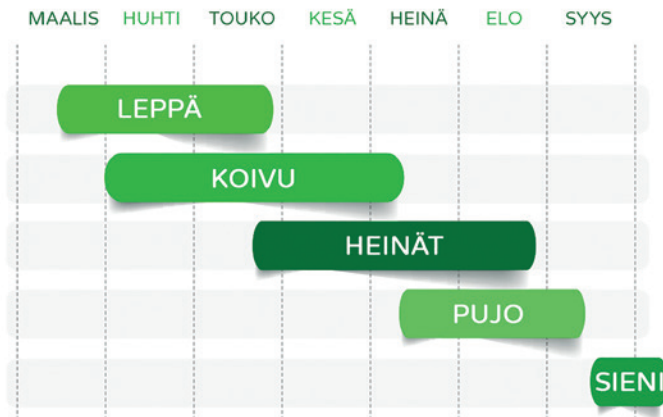 MAALIS HUHTI TOUKO KESÄ HEINÄ ELO SYYS
LEPPÄ
KOIVU
HEINÄT
PUJO
SIENI